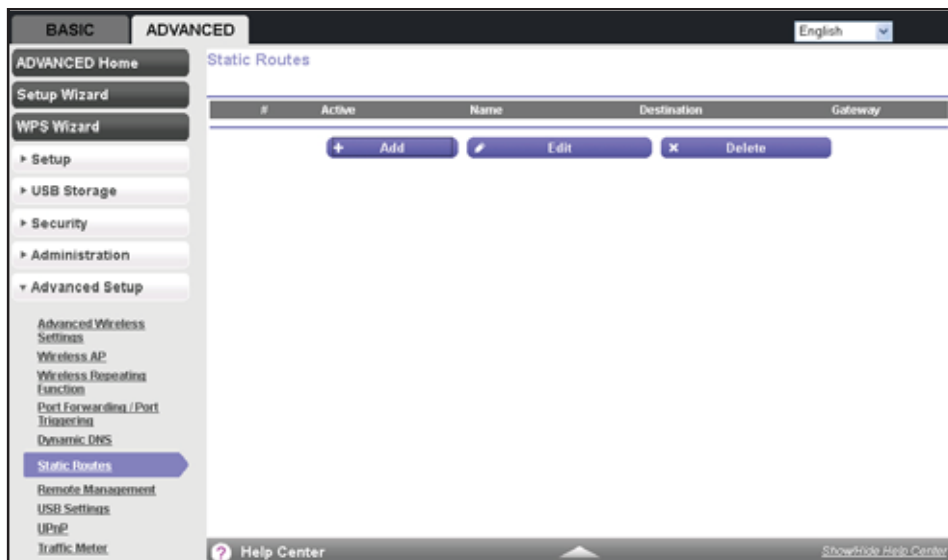 BASIC
ADVANCED
English
ADVANCED Home
Setup Wizard
WPS Wizard
Setup
USB Storage
Security
Administration
Advanced Setup
Advanced Wireless
Settings
Wireless AP
Wireless Repeating
Function
Port Forwarding / Port
Triggering
Dynamic DNS
Static Routes
Remote Management
USB Settings
UPnP
Traffic Meter
Static Routes
# Active Name Destination Gateway
Add Edit Delete
Help Center
Show/Hide Help Center